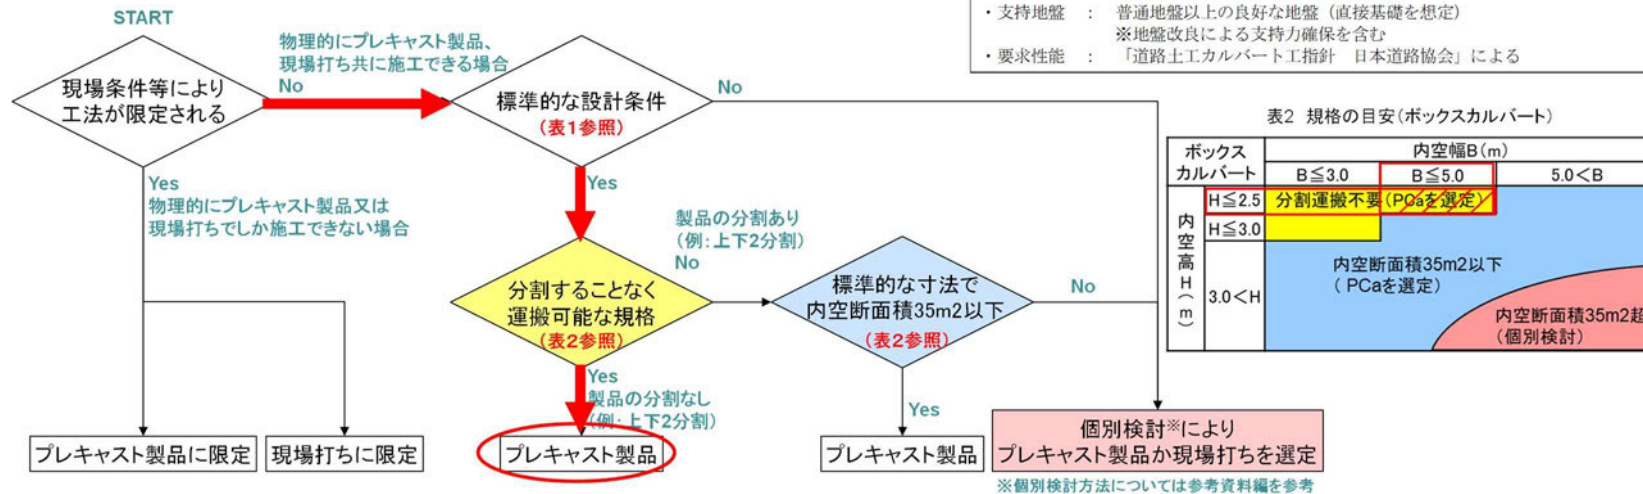 START
・支持地盤 ： 普通地盤以上の良好な地盤（直接基礎を想定）
※地盤改良による支持力確保を含む
・要求性能 ： 「道路土工カルバート工指針 日本道路協会」による
物理的にプレキャスト製品、
現場打ち共に施工できる場合
No
現場条件等により
工法が限定される
標準的な設計条件
(表1参照)
No
Yes
物理的にプレキャスト製品又は
現場打ちでしか施工できない場合
Yes
製品の分割あり
(例：上下2分割)
No
分割することなく
運搬可能な規格
(表2参照)
標準的な寸法で
内空断面積35m2以下
(表2参照)
No
Yes
製品の分割なし
(例：上下2分割)
Yes
プレキャスト製品に限定
現場打ちに限定
プレキャスト製品
プレキャスト製品
個別検討※により
プレキャスト製品か現場打ちを選定
※個別検討方法については参考資料編を参考
表2 規格の目安(ボックスカルバート)
ボックス
カルバート
内空幅B(m)
B≦3.0
B≦5.0
5.0<B
内空高H(m)
H≦2.5
分割運搬不要(PCaを選定)
H≦3.0
3.0<H
内空断面積35m2以下
(PCaを選定)
内空断面積35m2超
(個別検討)